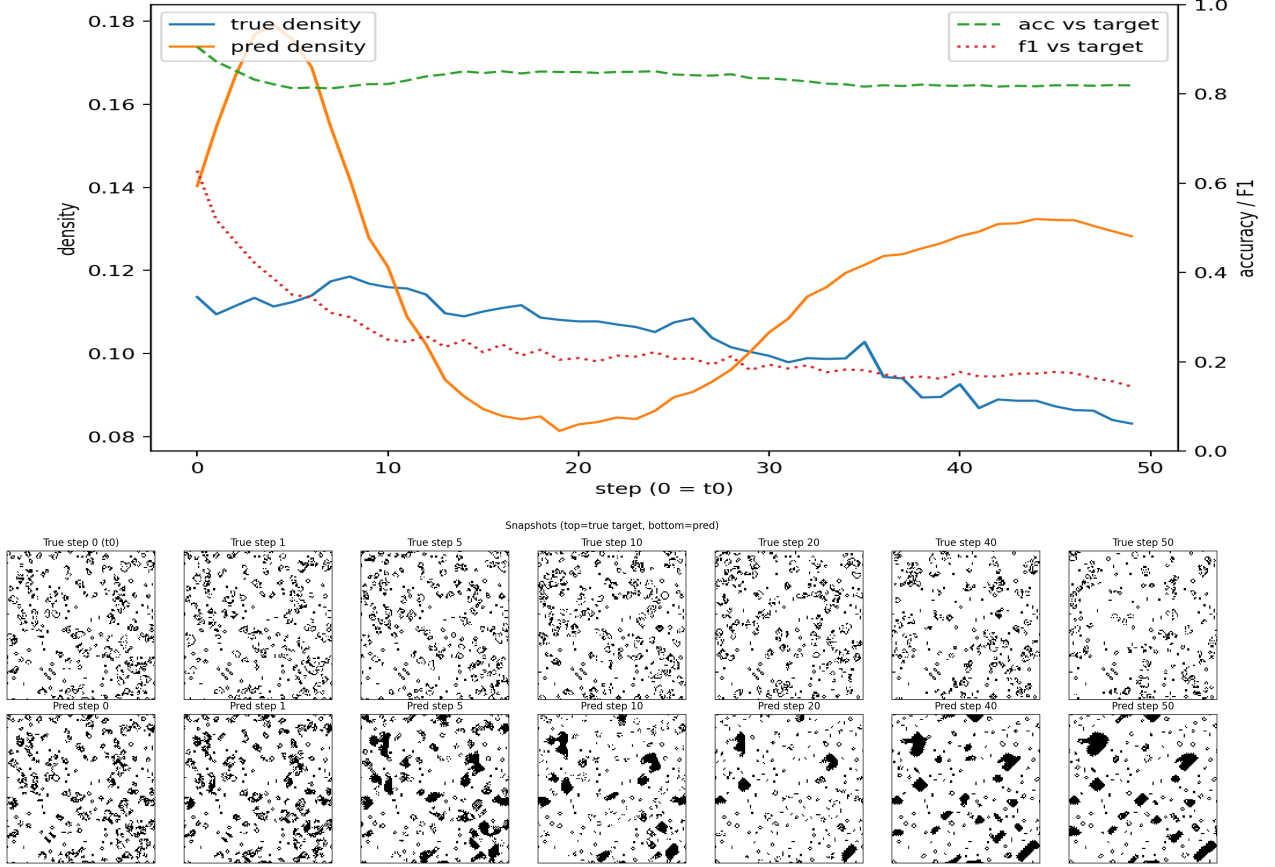 0.18
0.16
0.14
0.12
0.10
0.08
density
true density
pred density
acc vs target
f1 vs target
1.0
0.8
0.6
0.4
0.2
0.0
accuracy / F1
0 10 20 30 40 50
step (0 = t0)
Snapshots (top=true target, bottom=pred)
True step 0 (t0) True step 1 True step 5 True step 10 True step 20 True step 40 True step 50
Pred step 0 Pred step 1 Pred step 5 Pred step 10 Pred step 20 Pred step 40 Pred step 50